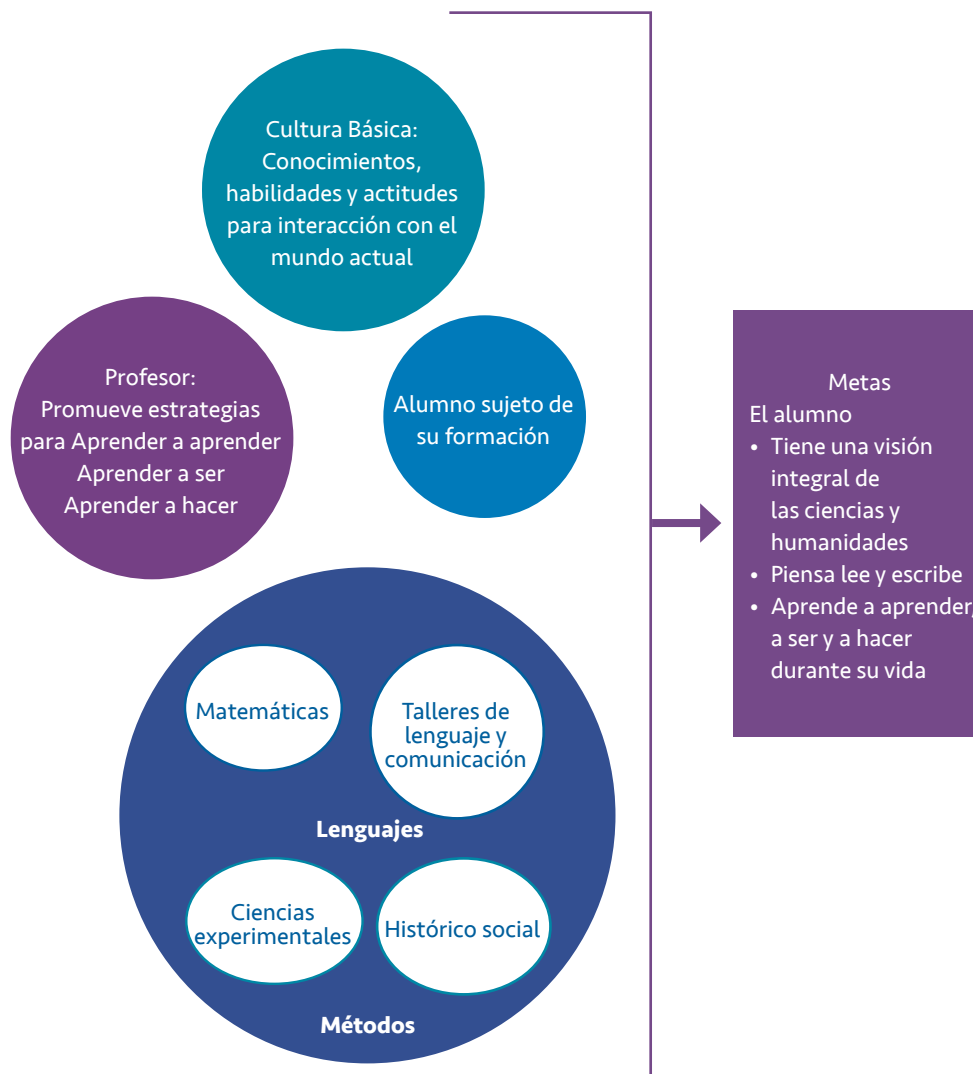 Cultura Básica:
Conocimientos,
habilidades y actitudes
para interacción con el
mundo actual
Profesor:
Promueve estrategias
para Aprender a aprender
Aprender a ser
Aprender a hacer
Alumno sujeto de
su formación
Matemáticas
Talleres de
lenguaje y
comunicación
Lenguajes
Ciencias
experimentales
Histórico social
Métodos
Metas
El alumno
• Tiene una visión
integral de
las ciencias y
humanidades
• Piensa lee y escribe
• Aprende a aprender,
a ser y a hacer
durante su vida